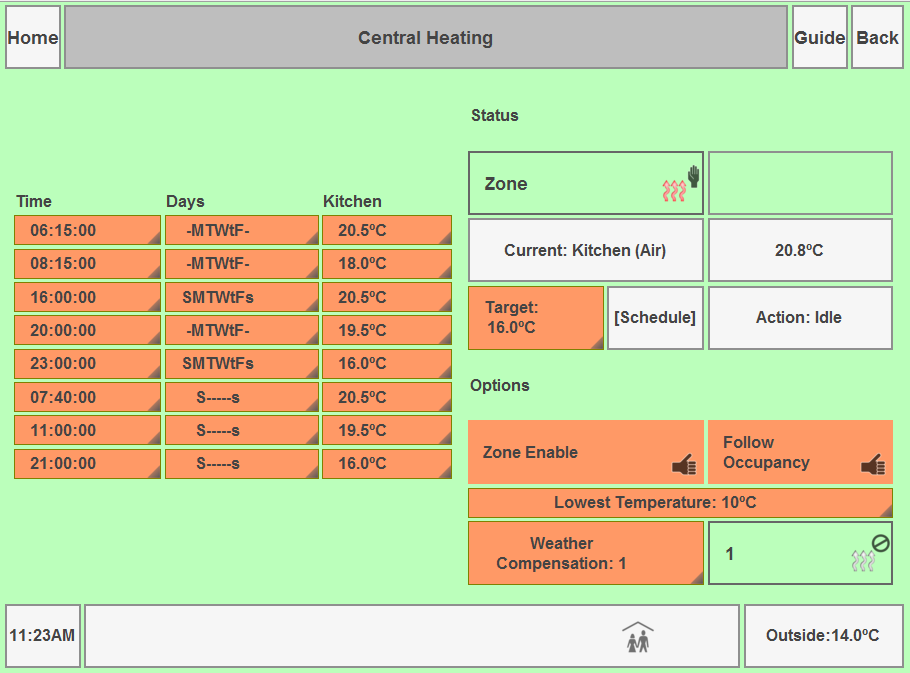 Home
Central Heating
Guide
Back
Status
Zone
Time Days Kitchen
06:15:00 -MTWtF- 20.5ºC
08:15:00 -MTWtF- 18.0ºC
16:00:00 SMTWtFs 20.5ºC
20:00:00 -MTWtF- 19.5ºC
23:00:00 SMTWtFs 16.0ºC
07:40:00 S-----s 20.5ºC
11:00:00 S-----s 19.5ºC
21:00:00 S-----s 16.0ºC
Current: Kitchen (Air)
20.8ºC
Target:
16.0ºC
[Schedule]
Action: Idle
Options
Zone Enable
Follow
Occupancy
Lowest Temperature: 10ºC
Weather
Compensation: 1
1
11:23AM
Outside:14.0ºC